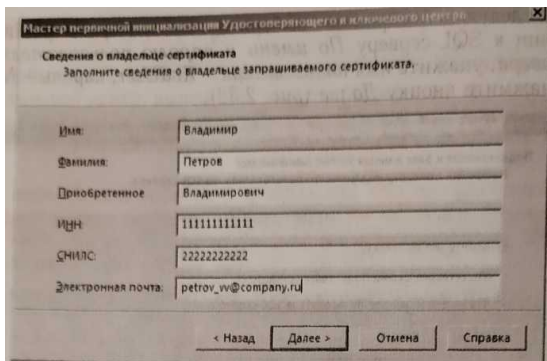 Мастер первичной инициализации Удостоверяющего и ключевого центра
Сведения о владельце сертификата
Заполните сведения о владельце запрашиваемого сертификата.
Имя: Владимир
Фамилия: Петров
Приобретенное Владимирович
ИНН: 111111111111
СНИЛС: 22222222222
Электронная почта: petrov_vv@company.ru
< Назад Далее > Отмена Справка